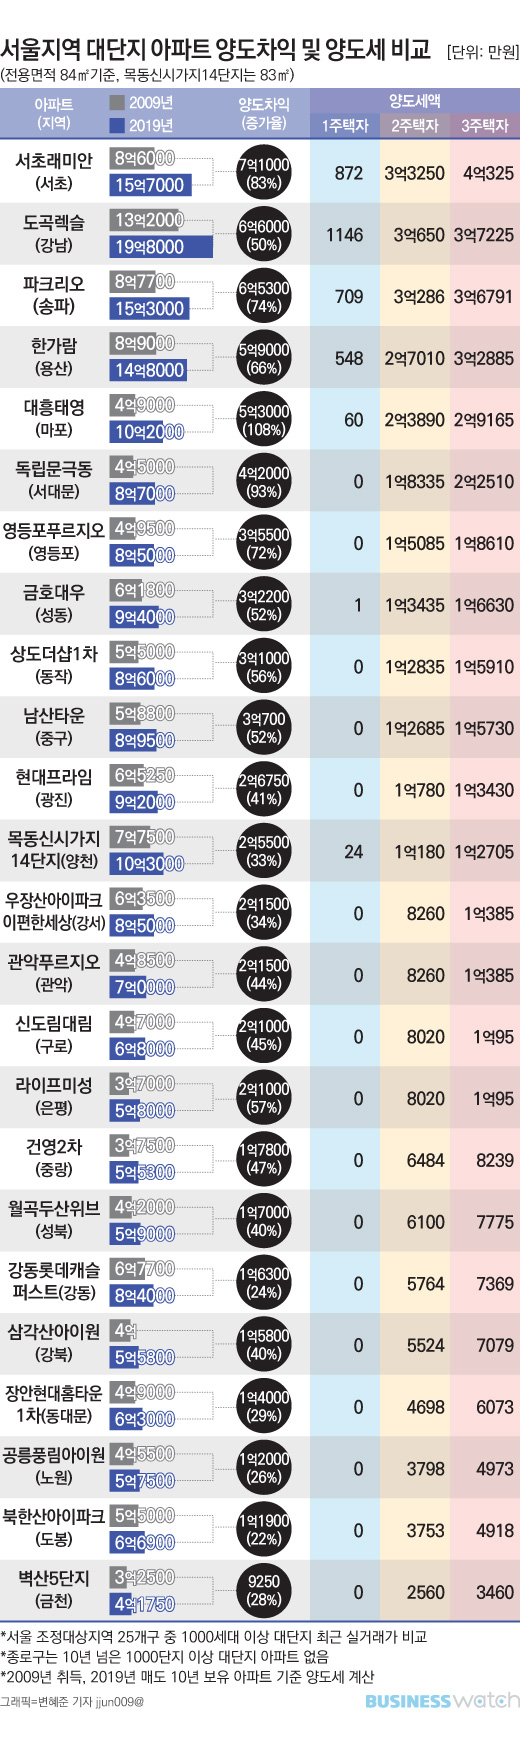 서울지역 대단지 아파트 양도차익 및 양도세 비교 [단위: 만원]
(전용면적 84㎡기준, 목동신시가지14단지는 83㎡)
아파트 (지역) 2009년 2019년 양도차익 (증가율) 양도세액 1주택자 2주택자 3주택자
서초래미안 (서초) 8억6000 15억7000 7억1000 (83%) 872 3억3250 4억325
도곡렉슬 (강남) 13억2000 19억8000 6억6000 (50%) 1146 3억650 3억7225
파크리오 (송파) 8억7700 15억3000 6억5300 (74%) 709 3억286 3억6791
한가람 (용산) 8억9000 14억8000 5억9000 (66%) 548 2억7010 3억2885
대흥태영 (마포) 4억9000 10억2000 5억3000 (108%) 60 2억3890 2억9165
독립문극동 (서대문) 4억5000 8억7000 4억2000 (93%) 0 1억8335 2억2510
영등포푸르지오 (영등포) 4억9500 8억5000 3억5500 (72%) 0 1억5085 1억8610
금호대우 (성동) 6억1800 9억4000 3억2200 (52%) 1 1억3435 1억6630
상도더샵1차 (동작) 5억5000 8억6000 3억1000 (56%) 0 1억2835 1억5910
남산타운 (중구) 5억8800 8억9500 3억700 (52%) 0 1억2685 1억5730
현대프라임 (광진) 6억5250 9억2000 2억6750 (41%) 0 1억780 1억3430
목동신시가지 14단지(양천) 7억7500 10억3000 2억5500 (33%) 24 1억180 1억2705
우장산아이파크 이편한세상(강서) 6억3500 8억5000 2억1500 (34%) 0 8260 1억385
관악푸르지오 (관악) 4억8500 7억0000 2억1500 (44%) 0 8260 1억385
신도림대림 (구로) 4억7000 6억8000 2억1000 (45%) 0 8020 1억95
라이프미성 (은평) 3억7000 5억8000 2억1000 (57%) 0 8020 1억95
건영2차 (중랑) 3억7500 5억5300 1억7800 (47%) 0 6484 8239
월곡두산위브 (성북) 4억2000 5억9000 1억7000 (40%) 0 6100 7775
강동롯데캐슬 퍼스트(강동) 6억7700 8억4000 1억6300 (24%) 0 5764 7369
삼각산아이원 (강북) 4억 5억5800 1억5800 (40%) 0 5524 7079
장안현대홈타운 1차(동대문) 4억9000 6억3000 1억4000 (29%) 0 4698 6073
공릉풍림아이원 (노원) 4억5500 5억7500 1억2000 (26%) 0 3798 4973
북한산아이파크 (도봉) 5억5000 6억6900 1억1900 (22%) 0 3753 4918
벽산5단지 (금천) 3억2500 4억1750 9250 (28%) 0 2560 3460
*서울 조정대상지역 25개구 중 1000세대 이상 대단지 최근 실거래가 비교
*종로구는 10년 넘은 1000단지 이상 대단지 아파트 없음
*2009년 취득, 2019년 매도 10년 보유 아파트 기준 양도세 계산
그래픽=변혜준 기자 jjun009@ BUSINESS watch